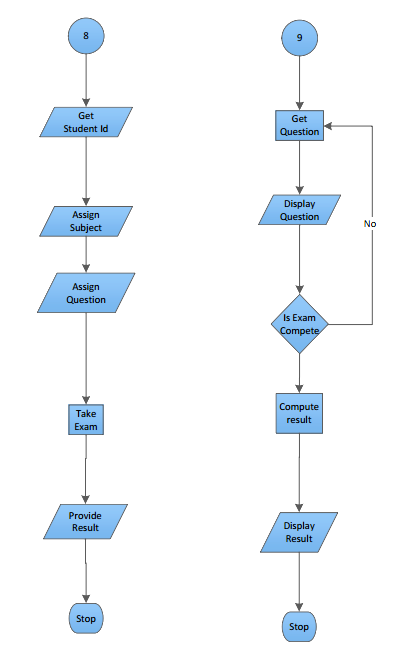 8
Get
Student Id
Assign
Subject
Assign
Question
Take
Exam
Provide
Result
Stop
9
Get
Question
Display
Question
No
Is Exam
Compete
Compute
result
Display
Result
Stop